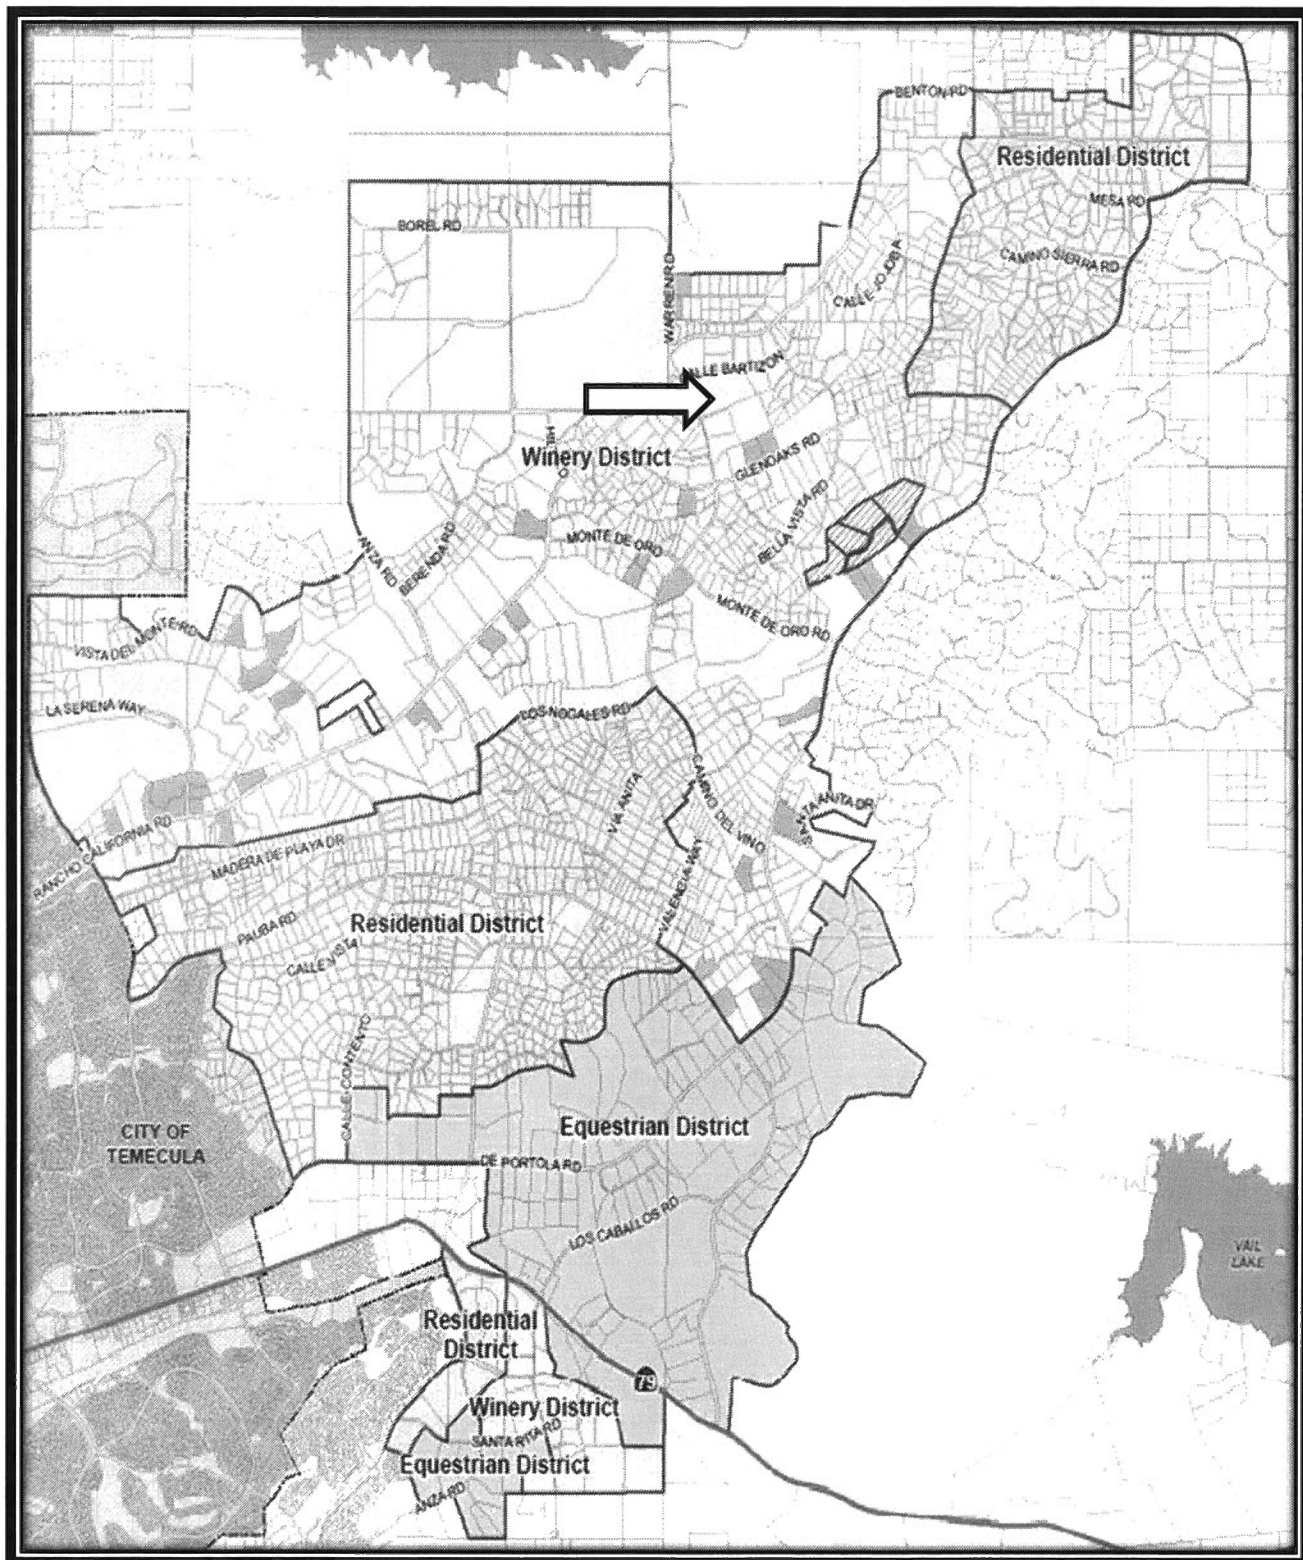 BENTON RD
Residential District
MESA RD
BOREL RD
CAMINO SIERRA RD
WARREN RD
CALLE JOJOBA
ALLE BARTIZON
Winery District
GLENOAKS RD
BELLA VISTA RD
MONTE DE ORO
ANZA RD
BERENDA RD
MONTE DE ORO RD
VISTA DEL MONTE RD
LA SERENA WAY
LOS NOGALES RD
VIA ANITA
CAMINO DEL VINO
SANTA ANITA DR
RANCHO CALIFORNIA RD
MADERA DE PLAYA DR
VALENCIA WAY
PAUBA RD
Residential District
CALLE VISTA
CALLE CONTENTO
CITY OF
TEMECULA
Equestrian District
DE PORTOLA RD
LOS CABALLOS RD
VAIL
LAKE
Residential
District
79
Winery District
SANTA RITA RD
Equestrian District
ANZA RD